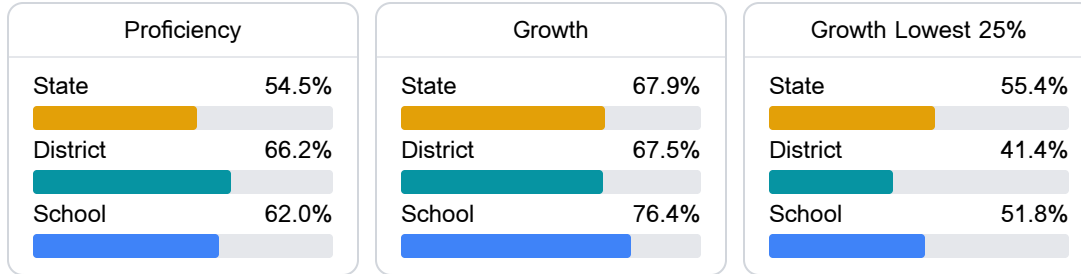 Proficiency
State 54.5%
District 66.2%
School 62.0%
Growth
State 67.9%
District 67.5%
School 76.4%
Growth Lowest 25%
State 55.4%
District 41.4%
School 51.8%